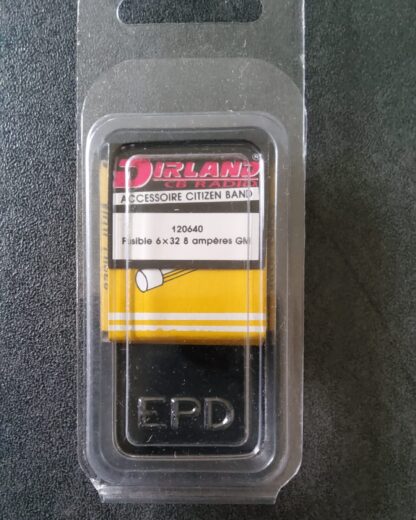 DIRLAND®
CB RADIO
ACCESSOIRE CITIZEN BAND
120640
Fusible 6×32 8 ampères GM
EPD